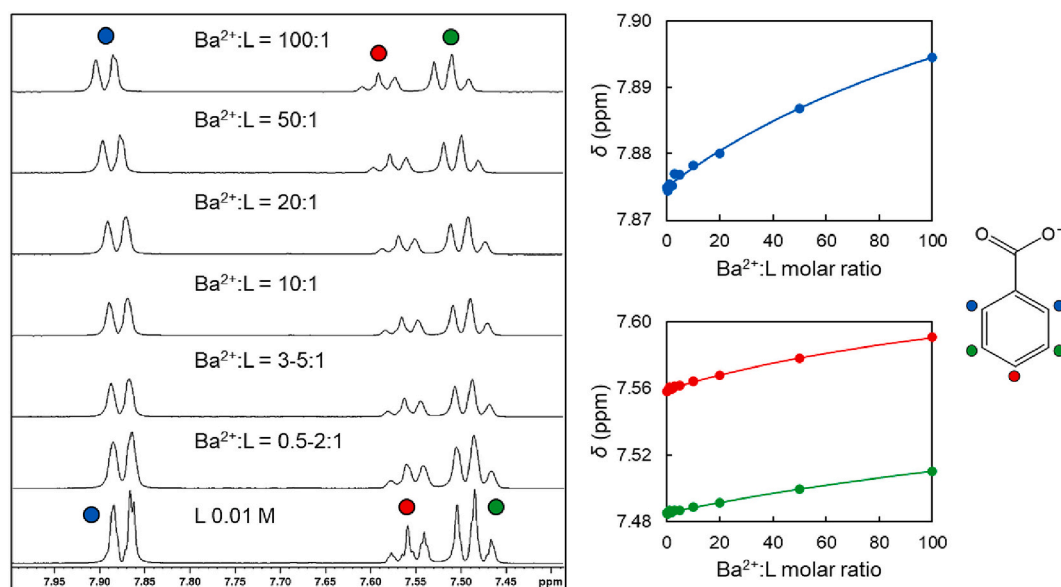 Ba²⁺:L = 100:1
Ba²⁺:L = 50:1
Ba²⁺:L = 20:1
Ba²⁺:L = 10:1
Ba²⁺:L = 3-5:1
Ba²⁺:L = 0.5-2:1
L 0.01 M
7.95 7.90 7.85 7.80 7.75 7.70 7.65 7.60 7.55 7.50 7.45 ppm
7.90
7.89
7.88
7.87
δ (ppm)
0 20 40 60 80 100
Ba²⁺:L molar ratio
7.60
7.56
7.52
7.48
δ (ppm)
0 20 40 60 80 100
Ba²⁺:L molar ratio
O O⁻